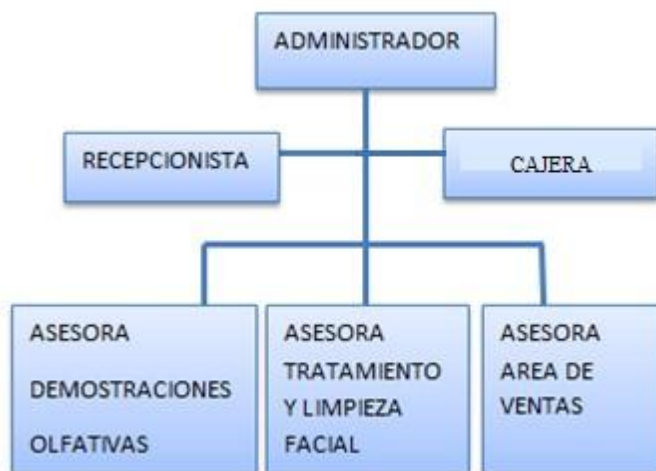 ADMINISTRADOR
RECEPCIONISTA
CAJERA
ASESORA
DEMOSTRACIONES
OLFATIVAS
ASESORA
TRATAMIENTO
Y LIMPIEZA
FACIAL
ASESORA
AREA DE
VENTAS